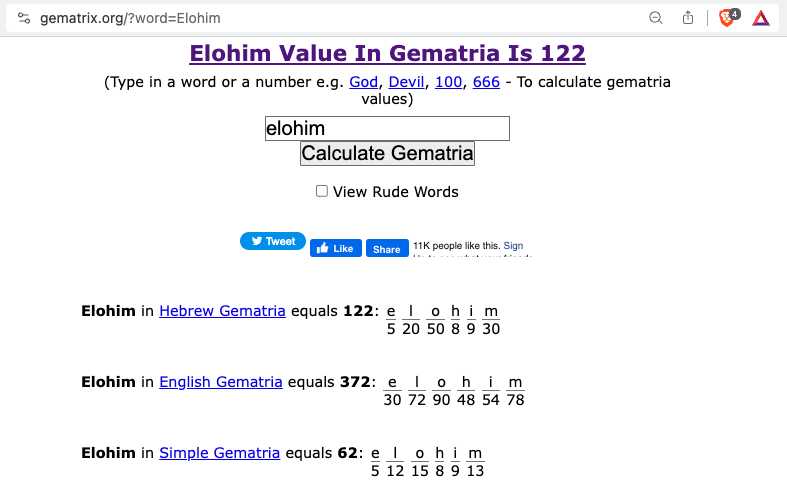 gematrix.org/?word=Elohim
4
Elohim Value In Gematria Is 122
(Type in a word or a number e.g. God, Devil, 100, 666 - To calculate gematria
values)
elohim
Calculate Gematria
View Rude Words
Tweet Like Share 11K people like this. Sign
Elohim in Hebrew Gematria equals 122: e l o h i m
5 20 50 8 9 30
Elohim in English Gematria equals 372: e l o h i m
30 72 90 48 54 78
Elohim in Simple Gematria equals 62: e l o h i m
5 12 15 8 9 13